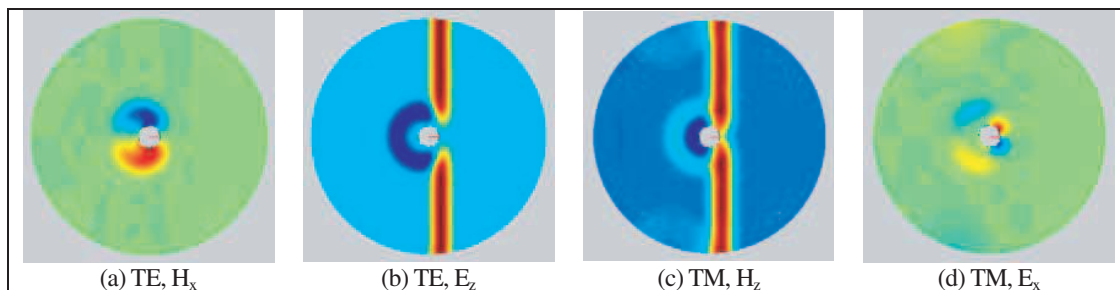 (a) TE, Hx (b) TE, Ez (c) TM, Hz (d) TM, Ex